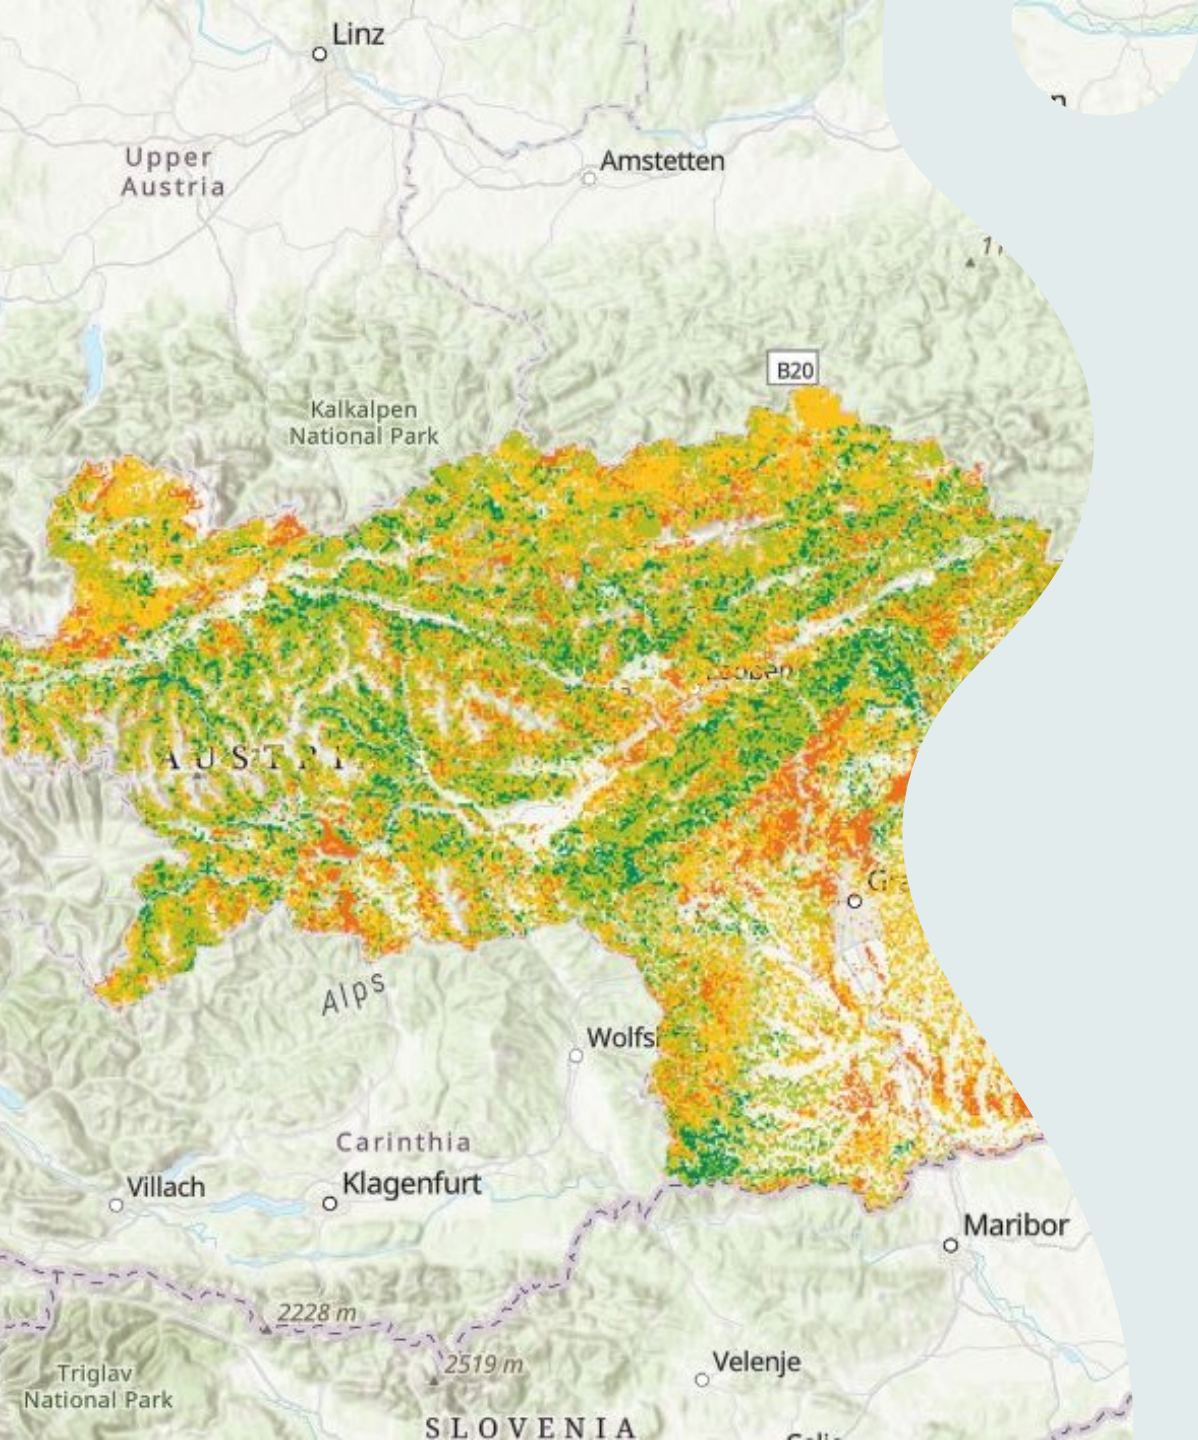 Linz
Upper
Austria
Amstetten
B20
Kalkalpen
National Park
Alps
Carinthia
Villach
Klagenfurt
Maribor
2228 m
2519 m
Velenje
Triglav
National Park
SLOVENIA